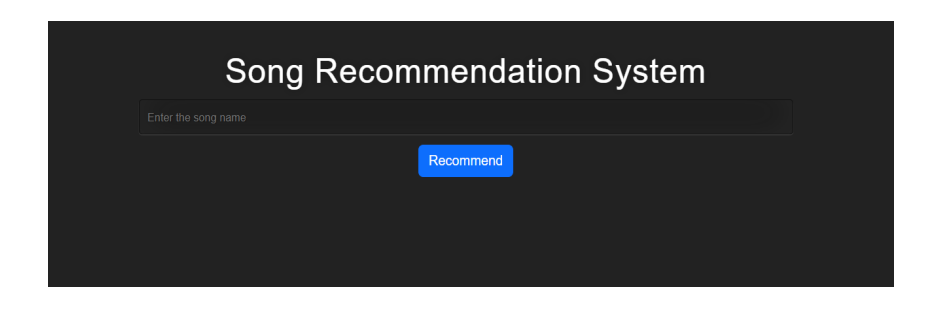 Song Recommendation System
Enter the song name
Recommend